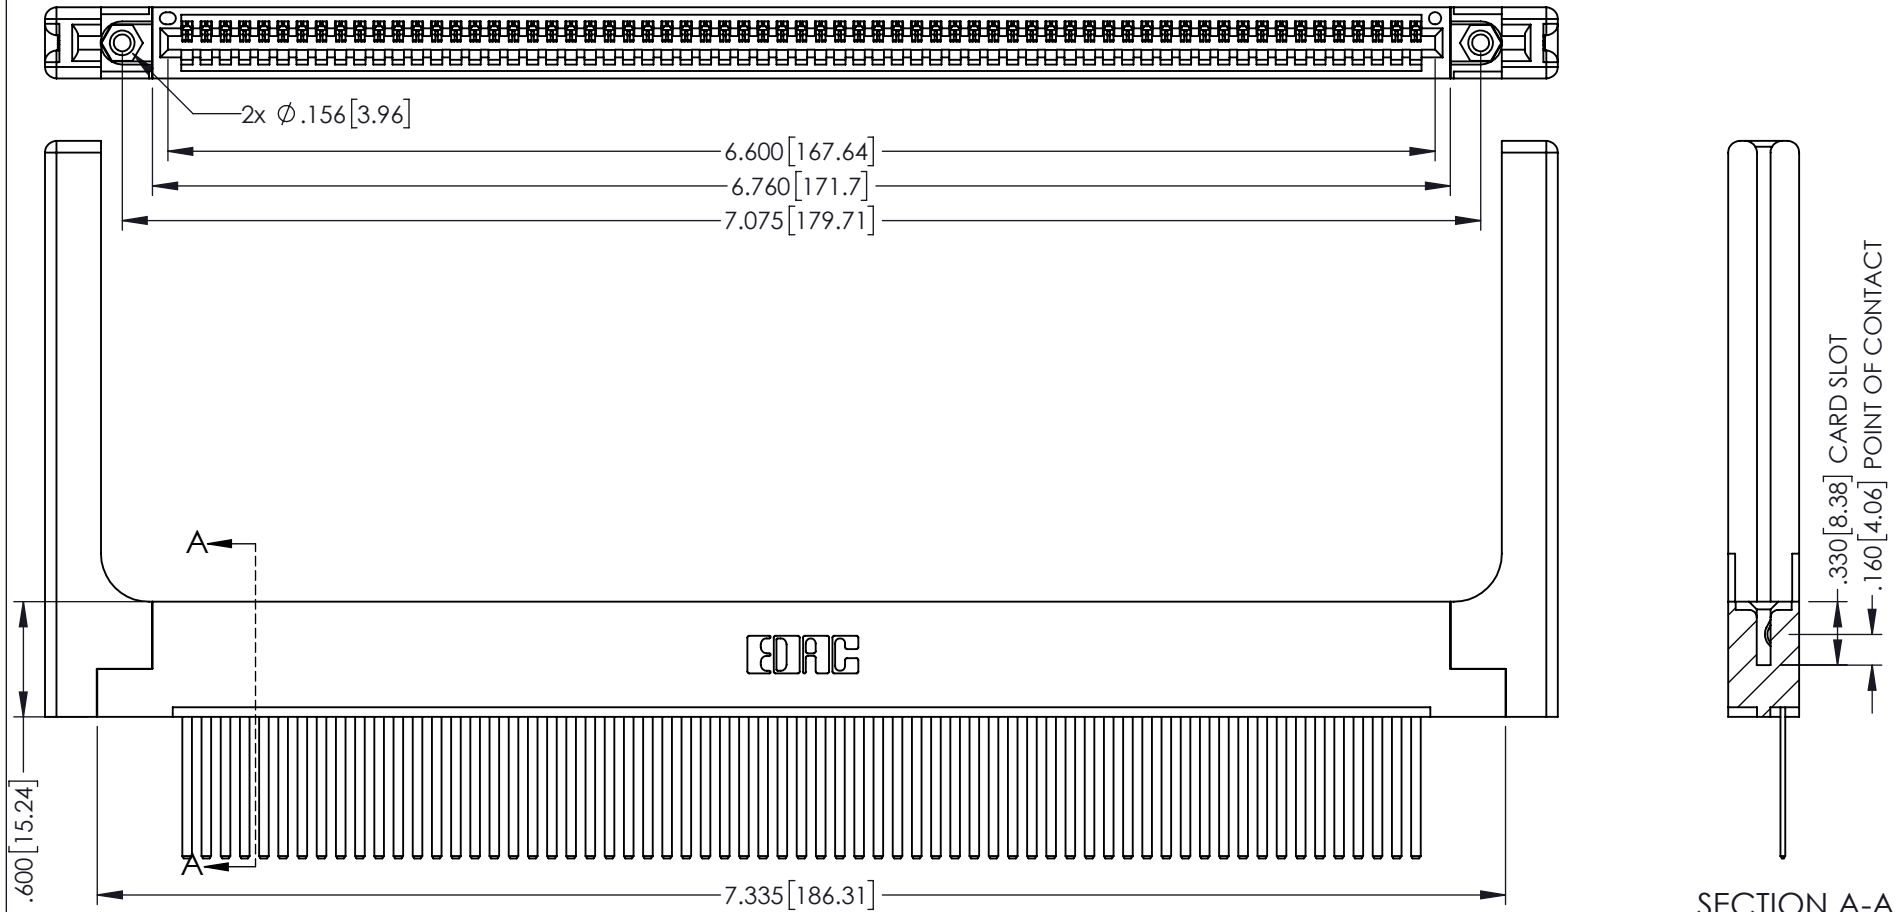 2x Ø.156[3.96]
6.600[167.64]
6.760[171.7]
7.075[179.71]
.330[8.38] CARD SLOT
.160[4.06] POINT OF CONTACT
A
EDAC
A
.600[15.24]
7.335[186.31]
SECTION A-A